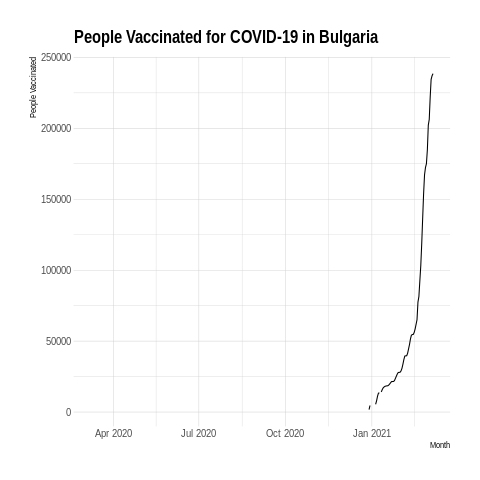 People Vaccinated for COVID-19 in Bulgaria
People Vaccinated
250000
200000
150000
100000
50000
0
Apr 2020 Jul 2020 Oct 2020 Jan 2021
Month